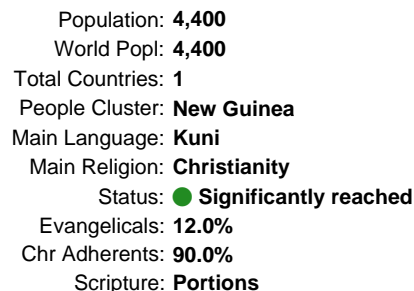 Population: 4,400
World Popl: 4,400
Total Countries: 1
People Cluster: New Guinea
Main Language: Kuni
Main Religion: Christianity
Status: Significantly reached
Evangelicals: 12.0%
Chr Adherents: 90.0%
Scripture: Portions